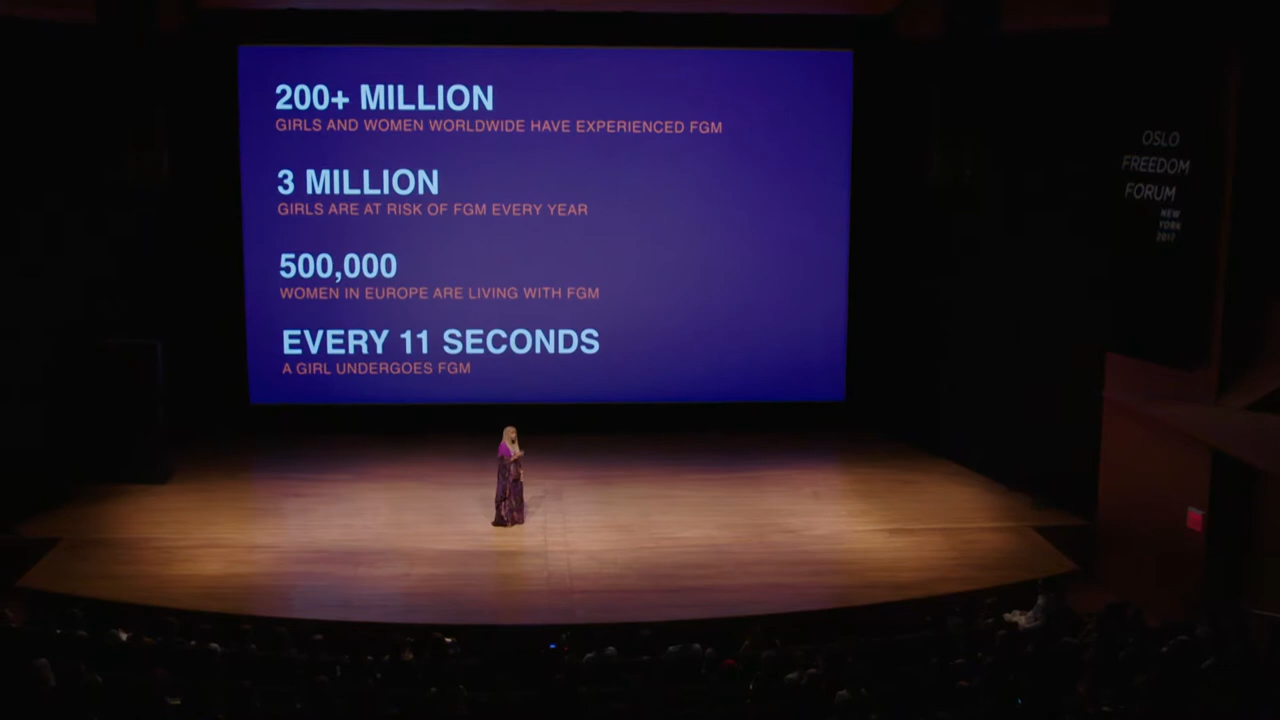 200+ MILLION
GIRLS AND WOMEN WORLDWIDE HAVE EXPERIENCED FGM
3 MILLION
GIRLS ARE AT RISK OF FGM EVERY YEAR
500,000
WOMEN IN EUROPE ARE LIVING WITH FGM
EVERY 11 SECONDS
A GIRL UNDERGOES FGM
OSLO
FREEDOM
FORUM
NEW
YORK
2017